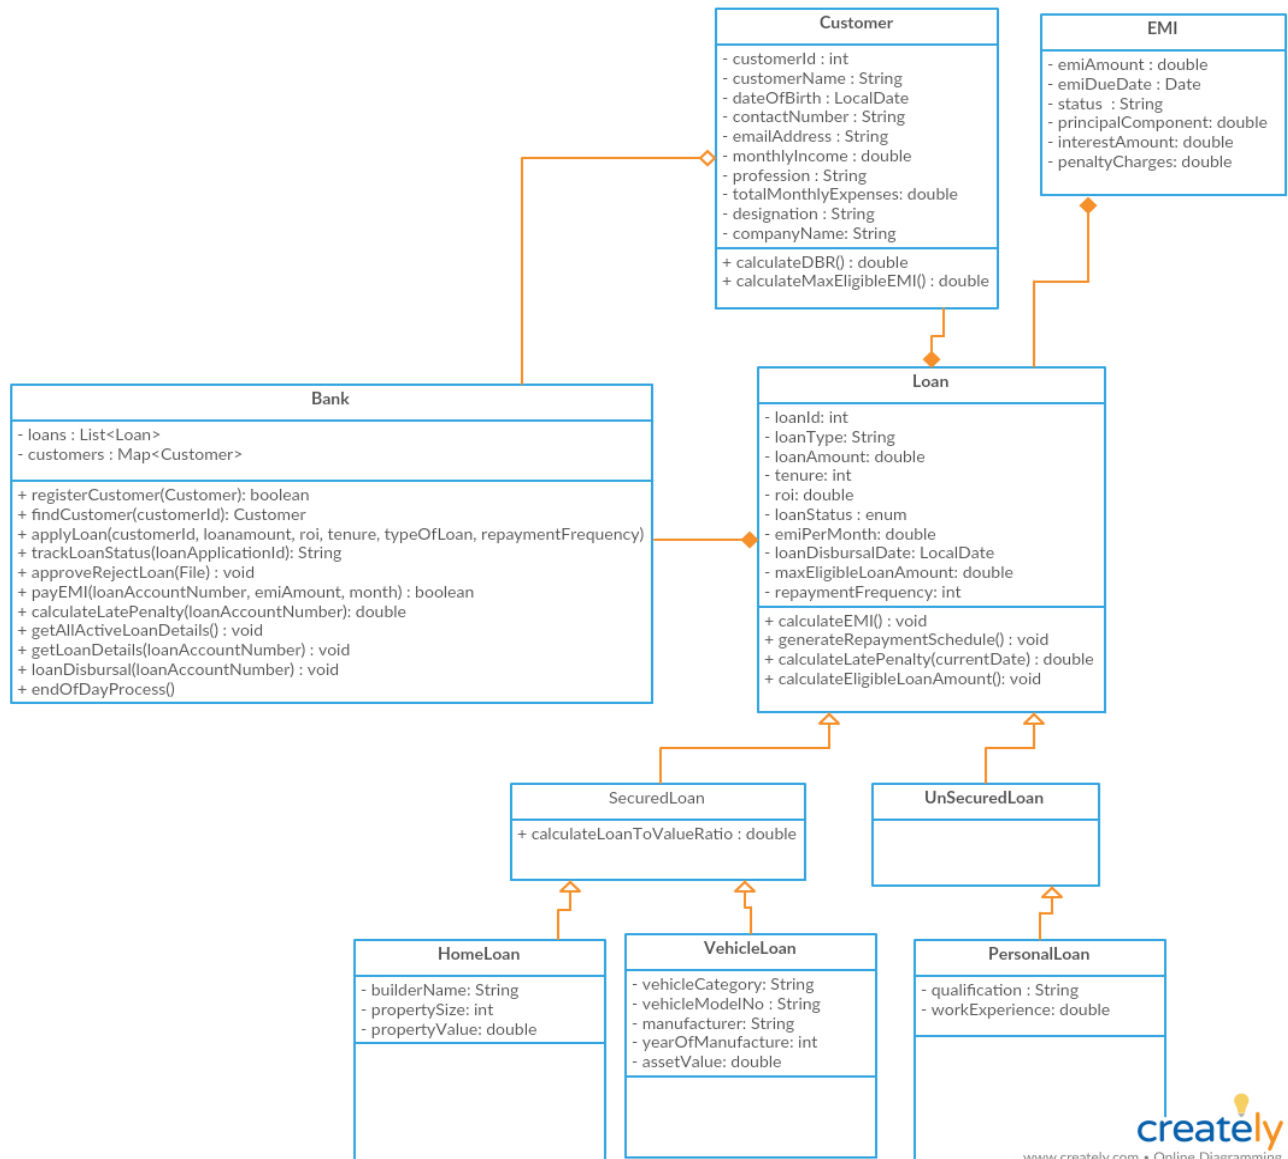 Customer
- customerId : int
- customerName : String
- dateOfBirth : LocalDate
- contactNumber : String
- emailAddress : String
- monthlyIncome : double
- profession : String
- totalMonthlyExpenses: double
- designation : String
- companyName: String
+ calculateDBR() : double
+ calculateMaxEligibleEMI() : double
EMI
- emiAmount : double
- emiDueDate : Date
- status : String
- principalComponent: double
- interestAmount: double
- penaltyCharges: double
Bank
- loans : List<Loan>
- customers : Map<Customer>
+ registerCustomer(Customer): boolean
+ findCustomer(customerId): Customer
+ applyLoan(customerId, loanamount, roi, tenure, typeOfLoan, repaymentFrequency)
+ trackLoanStatus(loanApplicationId): String
+ approveRejectLoan(File) : void
+ payEMI(loanAccountNumber, emiAmount, month) : boolean
+ calculateLatePenalty(loanAccountNumber): double
+ getAllActiveLoanDetails() : void
+ getLoanDetails(loanAccountNumber) : void
+ loanDisbursal(loanAccountNumber) : void
+ endOfDayProcess()
Loan
- loanId: int
- loanType: String
- loanAmount: double
- tenure: int
- roi: double
- loanStatus : enum
- emiPerMonth: double
- loanDisbursalDate: LocalDate
- maxEligibleLoanAmount: double
- repaymentFrequency: int
+ calculateEMI() : void
+ generateRepaymentSchedule() : void
+ calculateLatePenalty(currentDate) : double
+ calculateEligibleLoanAmount(): void
SecuredLoan
+ calculateLoanToValueRatio : double
UnSecuredLoan
HomeLoan
- builderName: String
- propertySize: int
- propertyValue: double
VehicleLoan
- vehicleCategory: String
- vehicleModelNo : String
- manufacturer: String
- yearOfManufacture: int
- assetValue: double
PersonalLoan
- qualification : String
- workExperience: double
creately
www.creately.com • Online Diagramming